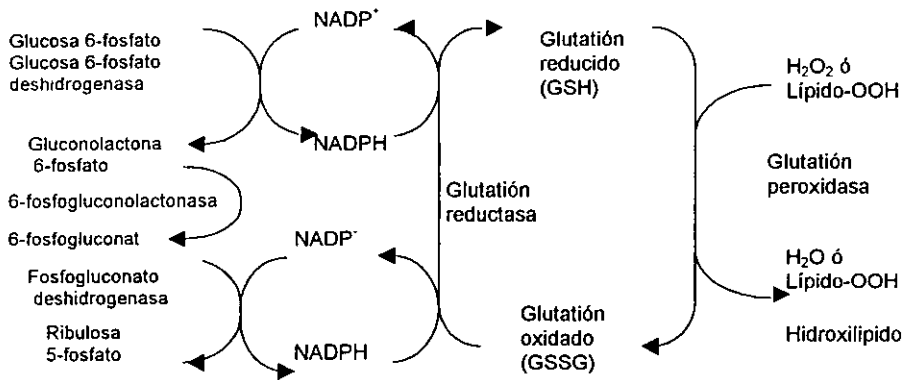 Glucosa 6-fosfato
Glucosa 6-fosfato
deshidrogenasa
Gluconolactona
6-fosfato
6-fosfogluconolactonasa
6-fosfogluconat
Fosfogluconato
deshidrogenasa
Ribulosa
5-fosfato
NADP⁺
NADPH
NADP⁻
NADPH
Glutatión
reductasa
Glutatión
reducido
(GSH)
Glutatión
oxidado
(GSSG)
H₂O₂ ó
Lípido-OOH
Glutatión
peroxidasa
H₂O ó
Lípido-OOH
Hidroxilipido